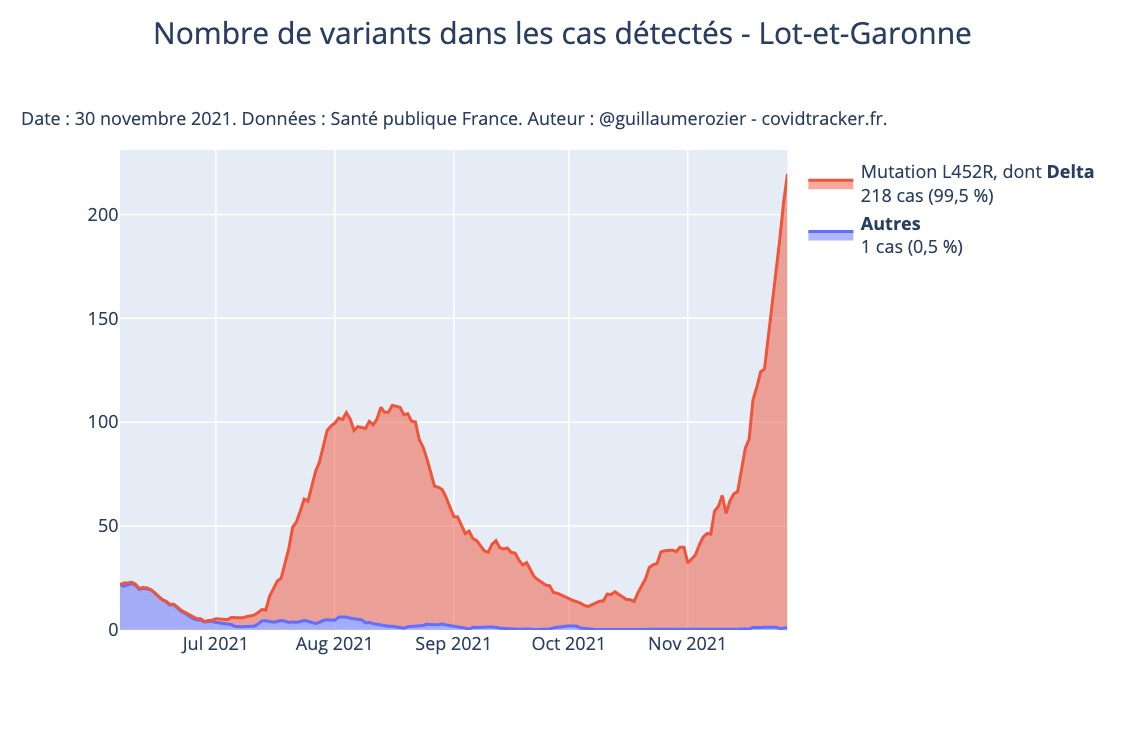 Nombre de variants dans les cas détectés - Lot-et-Garonne
Date : 30 novembre 2021. Données : Santé publique France. Auteur : @guillaumerozier - covidtracker.fr.
Mutation L452R, dont Delta
218 cas (99,5 %)
Autres
1 cas (0,5 %)
200
150
100
50
0
Jul 2021
Aug 2021
Sep 2021
Oct 2021
Nov 2021